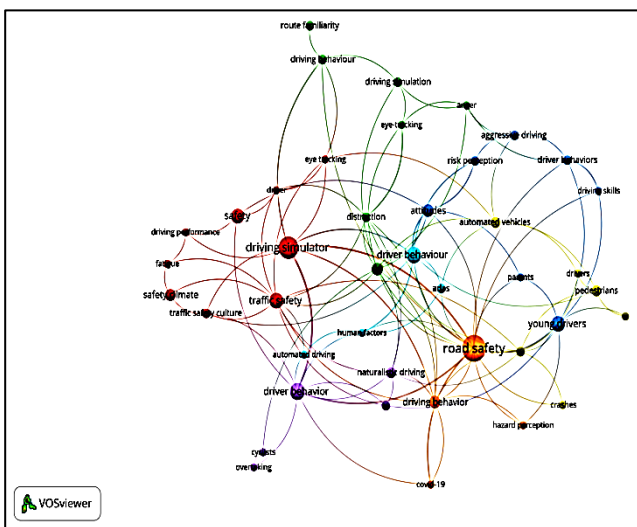 route familiarity
driving behaviour
driving simulation
eye-tracking
anger
aggressive driving
eye tracking
risk perception
driver behaviors
driver
driving skills
safety
distraction
attitudes
automated vehicles
driving performance
driving simulator
driver behaviour
fatigue
parents
drivers
safety climate
traffic safety
adas
pedestrians
traffic safety culture
human factors
young drivers
automated driving
road safety
naturalistic driving
driver behavior
driving behavior
crashes
hazard perception
cyclists
overtaking
covid-19
VOSviewer